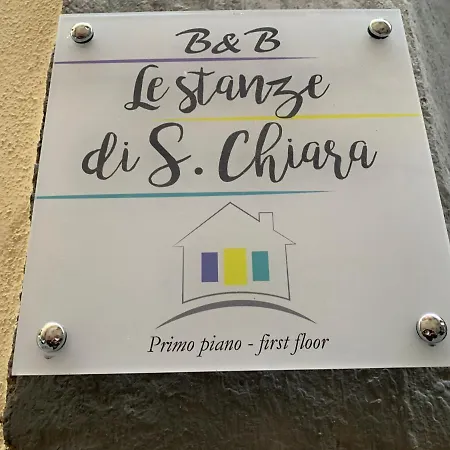 B&B
Le stanze
di S. Chiara
Primo piano - first floor